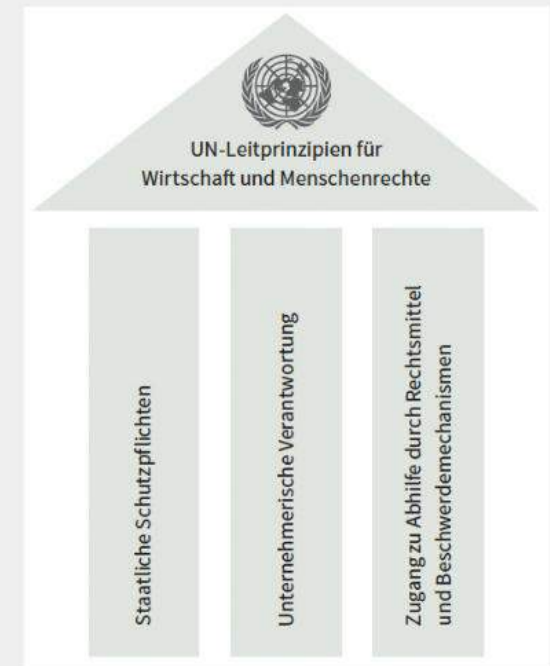 UN-Leitprinzipien für
Wirtschaft und Menschenrechte
Staatliche Schutzpflichten
Unternehmerische Verantwortung
Zugang zu Abhilfe durch Rechtsmittel
und Beschwerdemechanismen